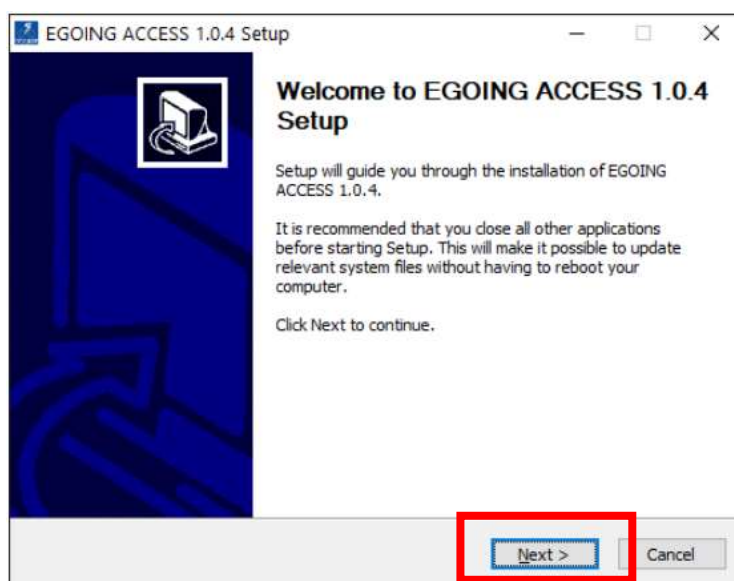 EGOING ACCESS 1.0.4 Setup
Welcome to EGOING ACCESS 1.0.4
Setup
Setup will guide you through the installation of EGOING
ACCESS 1.0.4.
It is recommended that you close all other applications
before starting Setup. This will make it possible to update
relevant system files without having to reboot your
computer.
Click Next to continue.
Next >
Cancel